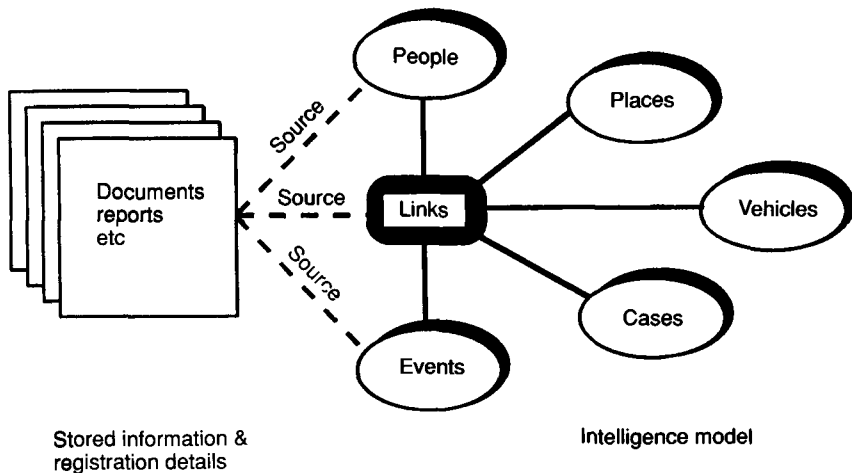 People
Places
Source
Documents
reports
etc
Source
Links
Vehicles
Source
Cases
Events
Stored information &
registration details
Intelligence model